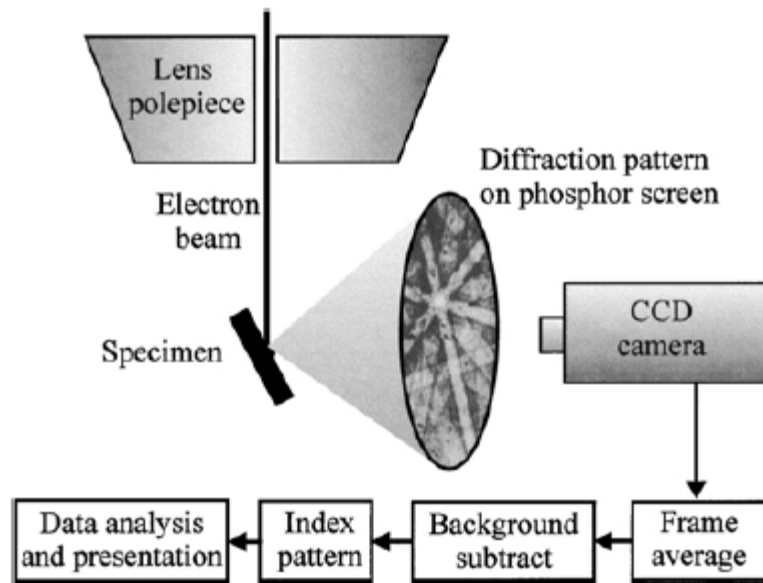 Lens
polepiece
Diffraction pattern
on phosphor screen
Electron
beam
CCD
camera
Specimen
Data analysis
and presentation
Index
pattern
Background
subtract
Frame
average